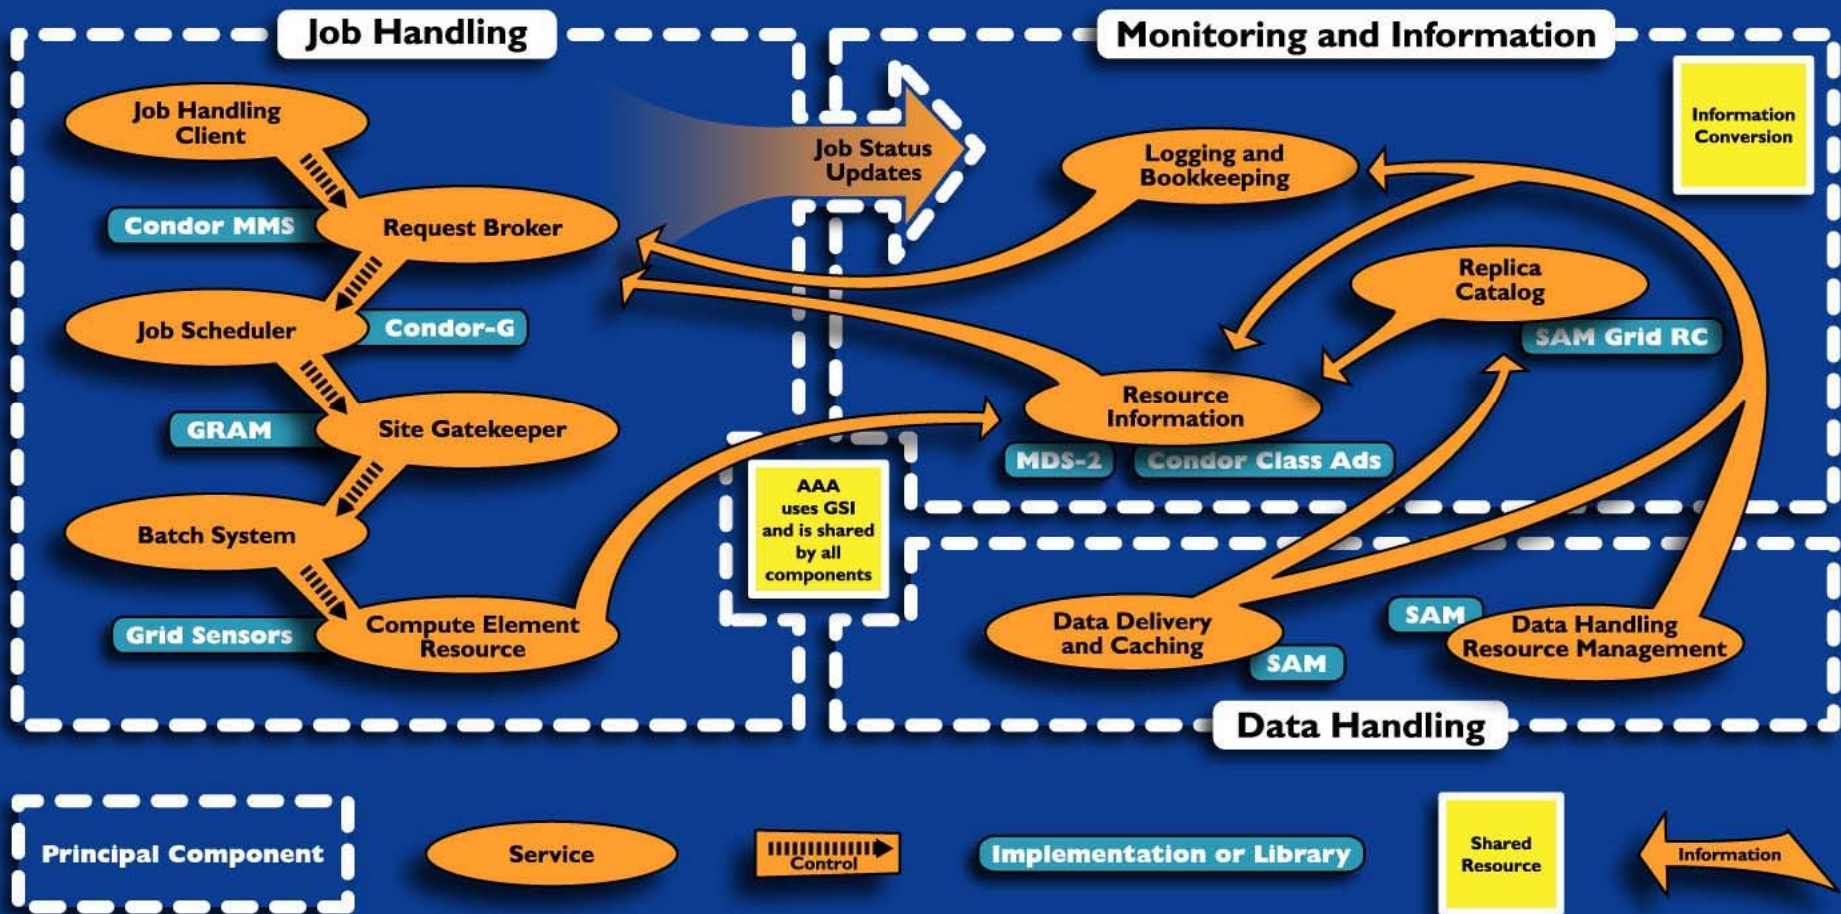 Job Handling
Monitoring and Information
Job Handling
Client
Condor MMS
Request Broker
Job Scheduler
Condor-G
GRAM
Site Gatekeeper
Batch System
Grid Sensors
Compute Element
Resource
Job Status
Updates
Logging and
Bookkeeping
Information
Conversion
Replica
Catalog
SAM Grid RC
Resource
Information
MDS-2
Condor Class Ads
AAA
uses GSI
and is shared
by all
components
Data Delivery
and Caching
SAM
SAM
Data Handling
Resource Management
Data Handling
Principal Component
Service
Control
Implementation or Library
Shared
Resource
Information